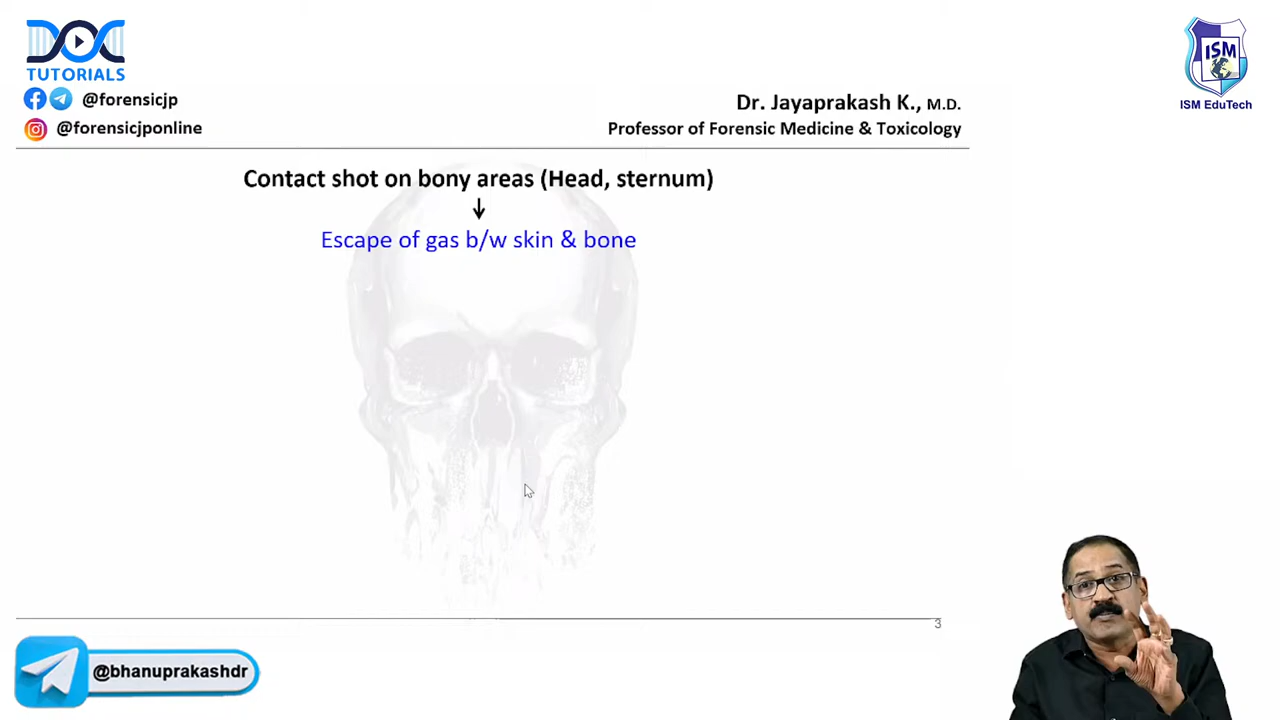 DOC
TUTORIALS
@forensicjp
@forensicjponline
ISM
ISM EduTech
Dr. Jayaprakash K., M.D.
Professor of Forensic Medicine & Toxicology
Contact shot on bony areas (Head, sternum)
↓
Escape of gas b/w skin & bone
3
@bhanuprakashdr